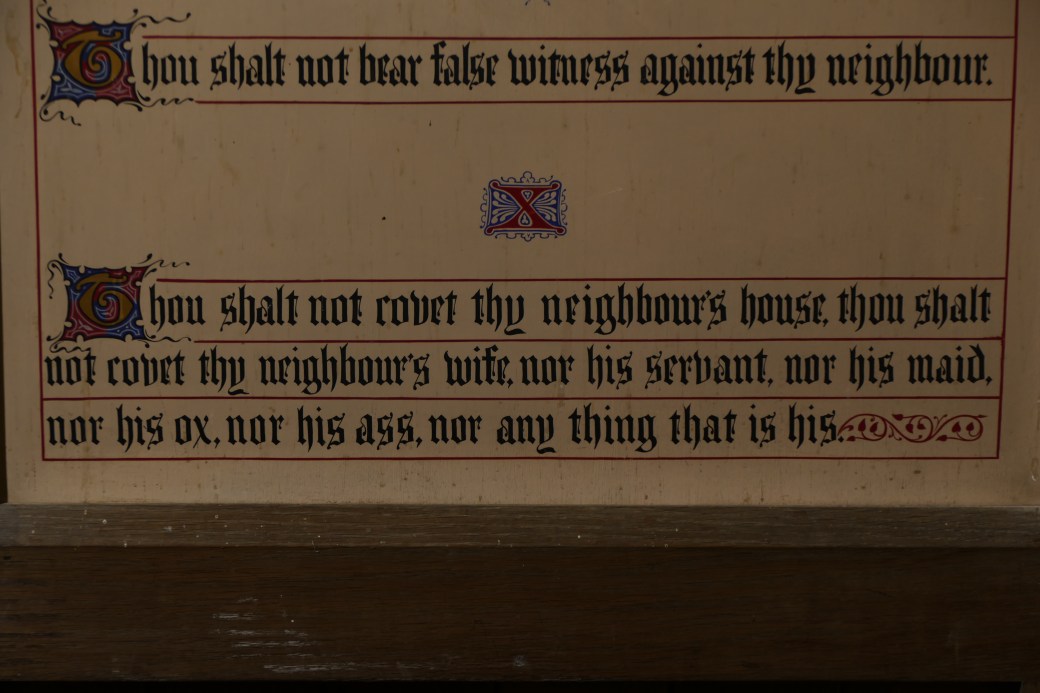 Thou shalt not bear false witness against thy neighbour.
X
Thou shalt not covet thy neighbour's house, thou shalt
not covet thy neighbour's wife, nor his servant, nor his maid,
nor his ox, nor his ass, nor any thing that is his.